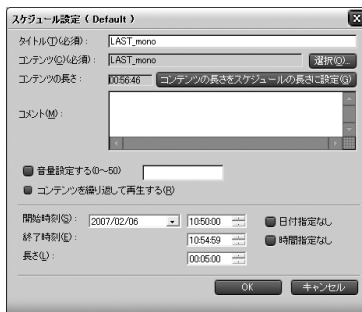 スケジュール設定 ( Default )
タイトル(T)(必須): LAST_mono
コンテンツ(C)(必須): LAST_mono 選択(O)...
コンテンツの長さ: 00:56:46 コンテンツの長さをスケジュールの長さに設定(G)
コメント(M):
音量設定する(0~50)
コンテンツを繰り返して再生する(R)
開始時刻(S): 2007/02/06 10:50:00 日付指定なし
終了時刻(E): 10:54:59 時間指定なし
長さ(L): 00:05:00
OK キャンセル